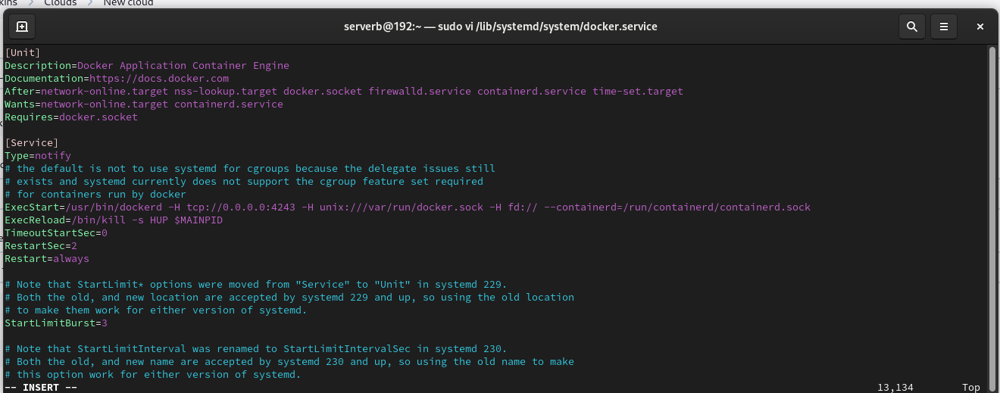 Clouds > New cloud
serverb@192:~ — sudo vi /lib/systemd/system/docker.service
[Unit]
Description=Docker Application Container Engine
Documentation=https://docs.docker.com
After=network-online.target nss-lookup.target docker.socket firewalld.service containerd.service time-set.target
Wants=network-online.target containerd.service
Requires=docker.socket
[Service]
Type=notify
# the default is not to use systemd for cgroups because the delegate issues still
# exists and systemd currently does not support the cgroup feature set required
# for containers run by docker
ExecStart=/usr/bin/dockerd -H tcp://0.0.0.0:4243 -H unix:///var/run/docker.sock -H fd:// --containerd=/run/containerd/containerd.sock
ExecReload=/bin/kill -s HUP $MAINPID
TimeoutStartSec=0
RestartSec=2
Restart=always
# Note that StartLimit* options were moved from "Service" to "Unit" in systemd 229.
# Both the old, and new location are accepted by systemd 229 and up, so using the old location
# to make them work for either version of systemd.
StartLimitBurst=3
# Note that StartLimitInterval was renamed to StartLimitIntervalSec in systemd 230.
# Both the old, and new name are accepted by systemd 230 and up, so using the old name to make
# this option work for either version of systemd.
-- INSERT -- 13,134 Top